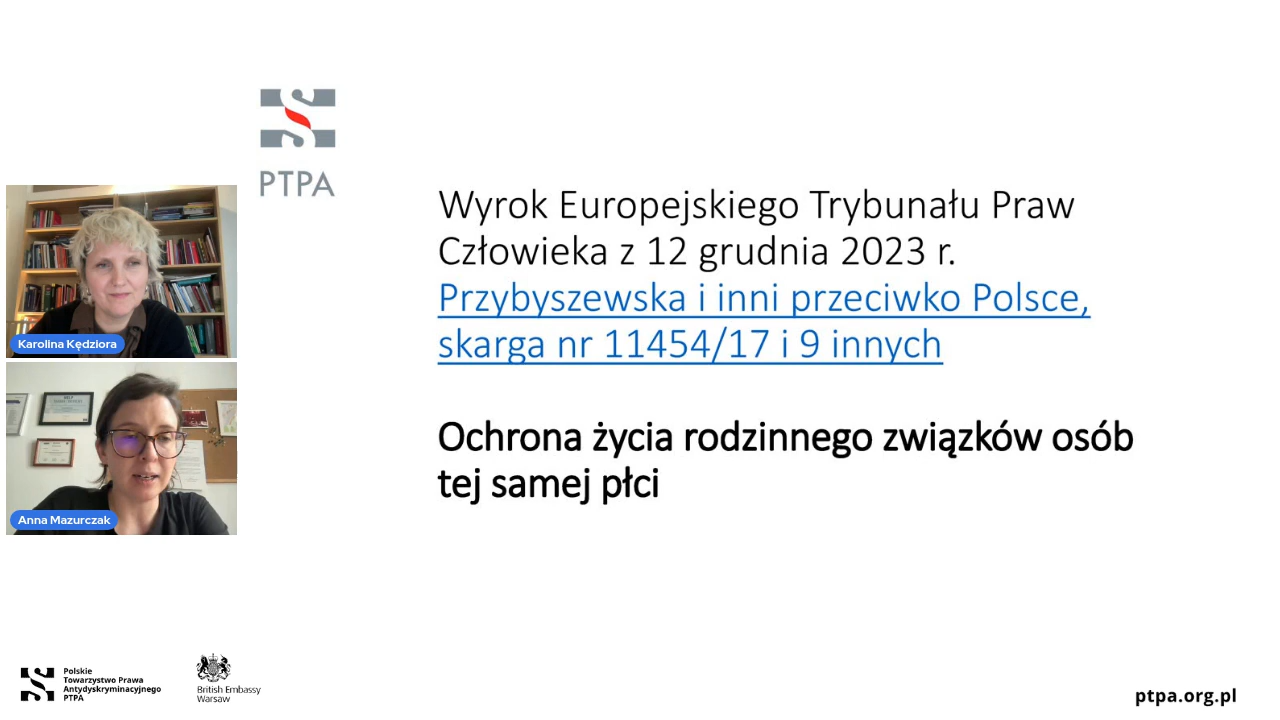 PTPA
Wyrok Europejskiego Trybunału Praw
Człowieka z 12 grudnia 2023 r.
Przybyszewska i inni przeciwko Polsce,
skarga nr 11454/17 i 9 innych
Ochrona życia rodzinnego związków osób
tej samej płci
Karolina Kędziora
Anna Mazurczak
Polskie
Towarzystwo Prawa
Antydyskryminacyjnego
PTPA
British Embassy
Warsaw
ptpa.org.pl